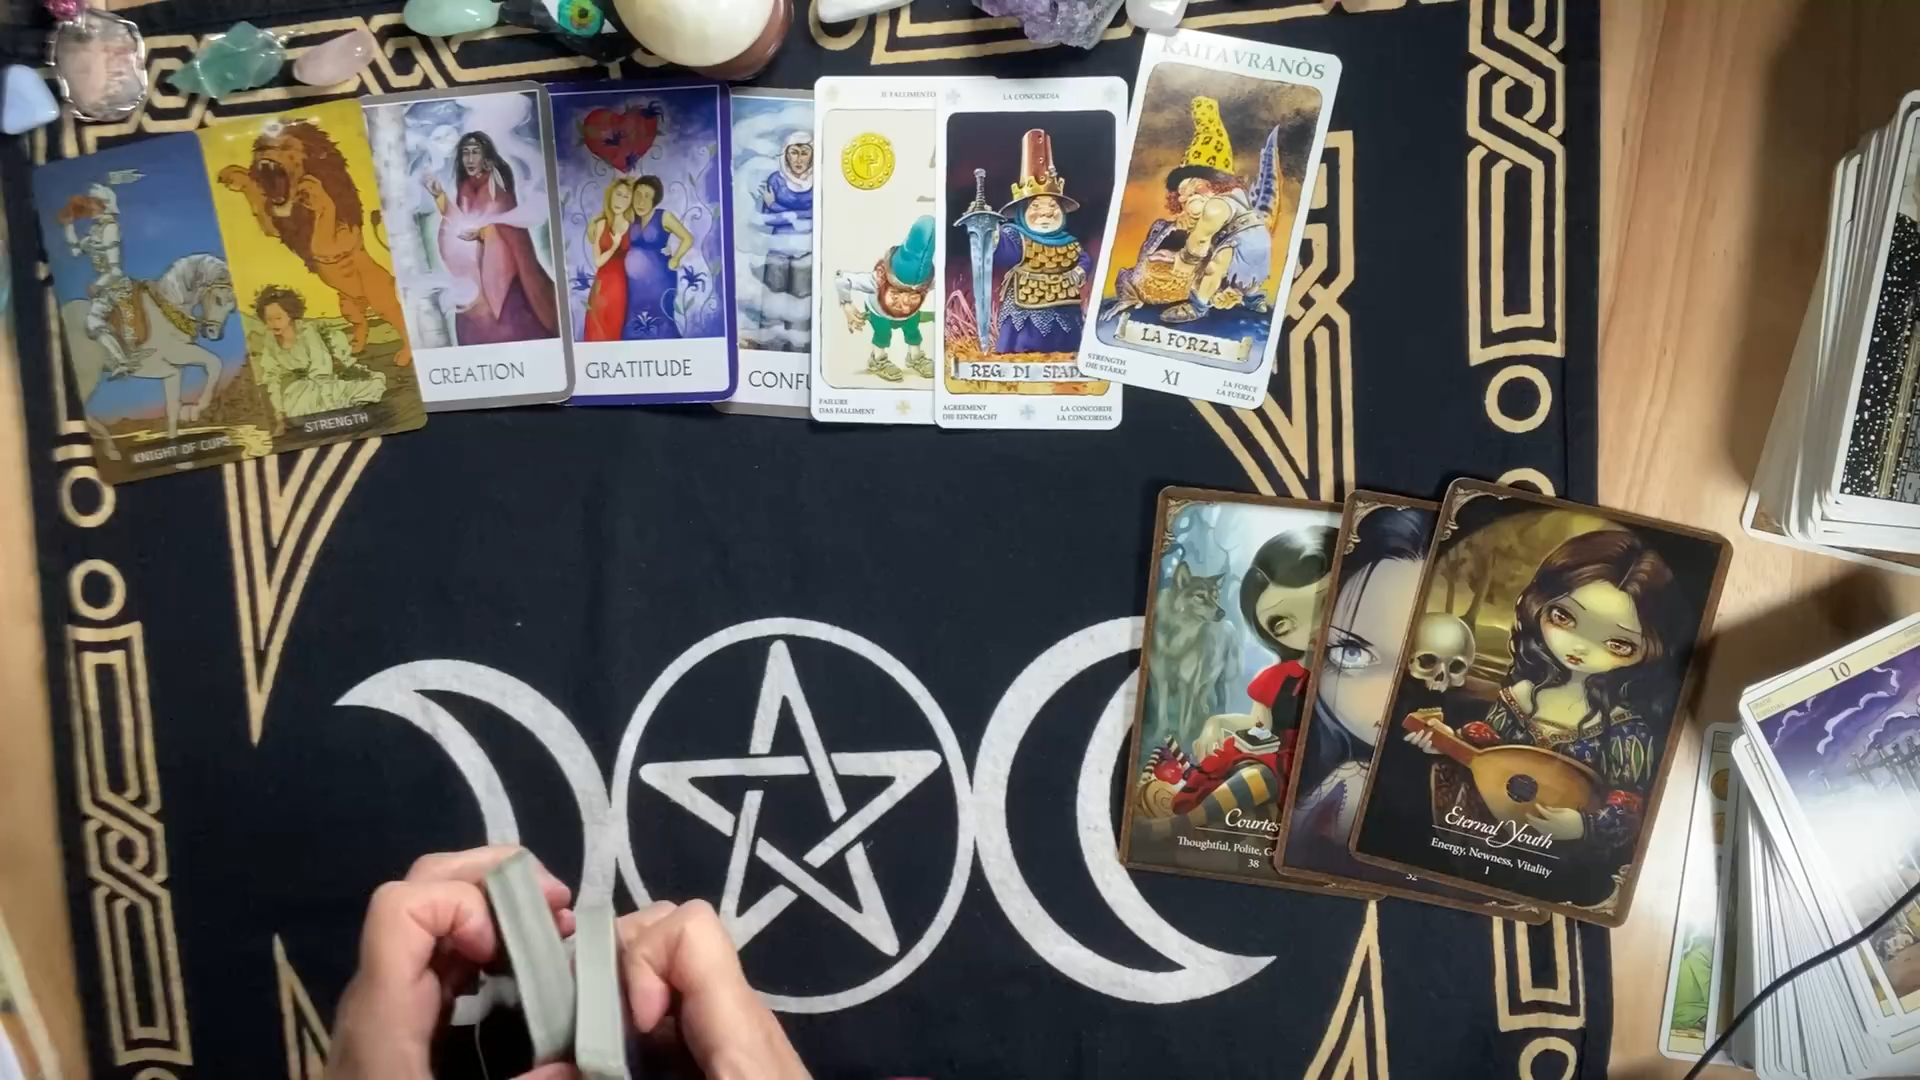 KNIGHT OF CUPS
STRENGTH
CREATION
GRATITUDE
CONFU
IL FALLIMENTO
FAILURE
DAS FALLIMENT
LA CONCORDIA
REG. DI SPADE
AGREEMENT
DIE EINTRACHT
LA CONCORDE
LA CONCORDIA
KAITAVRANÒS
LA FORZA
STRENGTH
DIE STÄRKE
XI
LA FORCE
LA FUERZA
Courtes
Thoughtful, Polite, G
38
32
Eternal Youth
Energy, Newness, Vitality
1
10